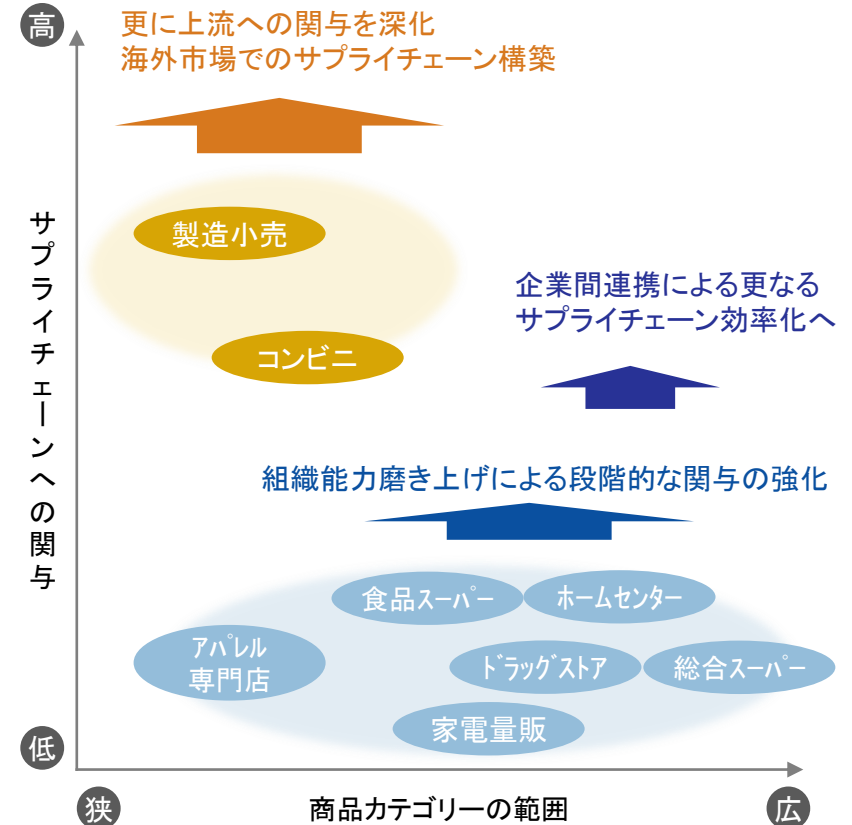 高
更に上流への関与を深化
海外市場でのサプライチェーン構築
製造小売
コンビニ
サプライチェーンへの関与
企業間連携による更なる
サプライチェーン効率化へ
組織能力磨き上げによる段階的な関与の強化
食品スーパー
ホームセンター
アパレル
専門店
ドラッグストア
総合スーパー
家電量販
低
狭
商品カテゴリーの範囲
広